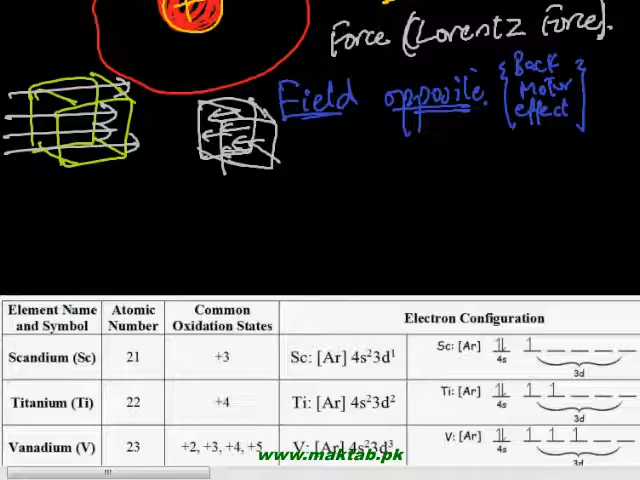 Force (Lorentz Force).
Field opposite. { Back Motor effect }
Element Name and Symbol
Atomic Number
Common Oxidation States
Electron Configuration
Scandium (Sc) 21 +3 Sc: [Ar] 4s²3d¹ Sc: [Ar] 4s 3d
Titanium (Ti) 22 +4 Ti: [Ar] 4s²3d² Ti: [Ar] 4s 3d
Vanadium (V) 23 +2, +3, +4, +5 V: [Ar] 4s²3d³ V: [Ar] 4s 3d
www.maktab.pk